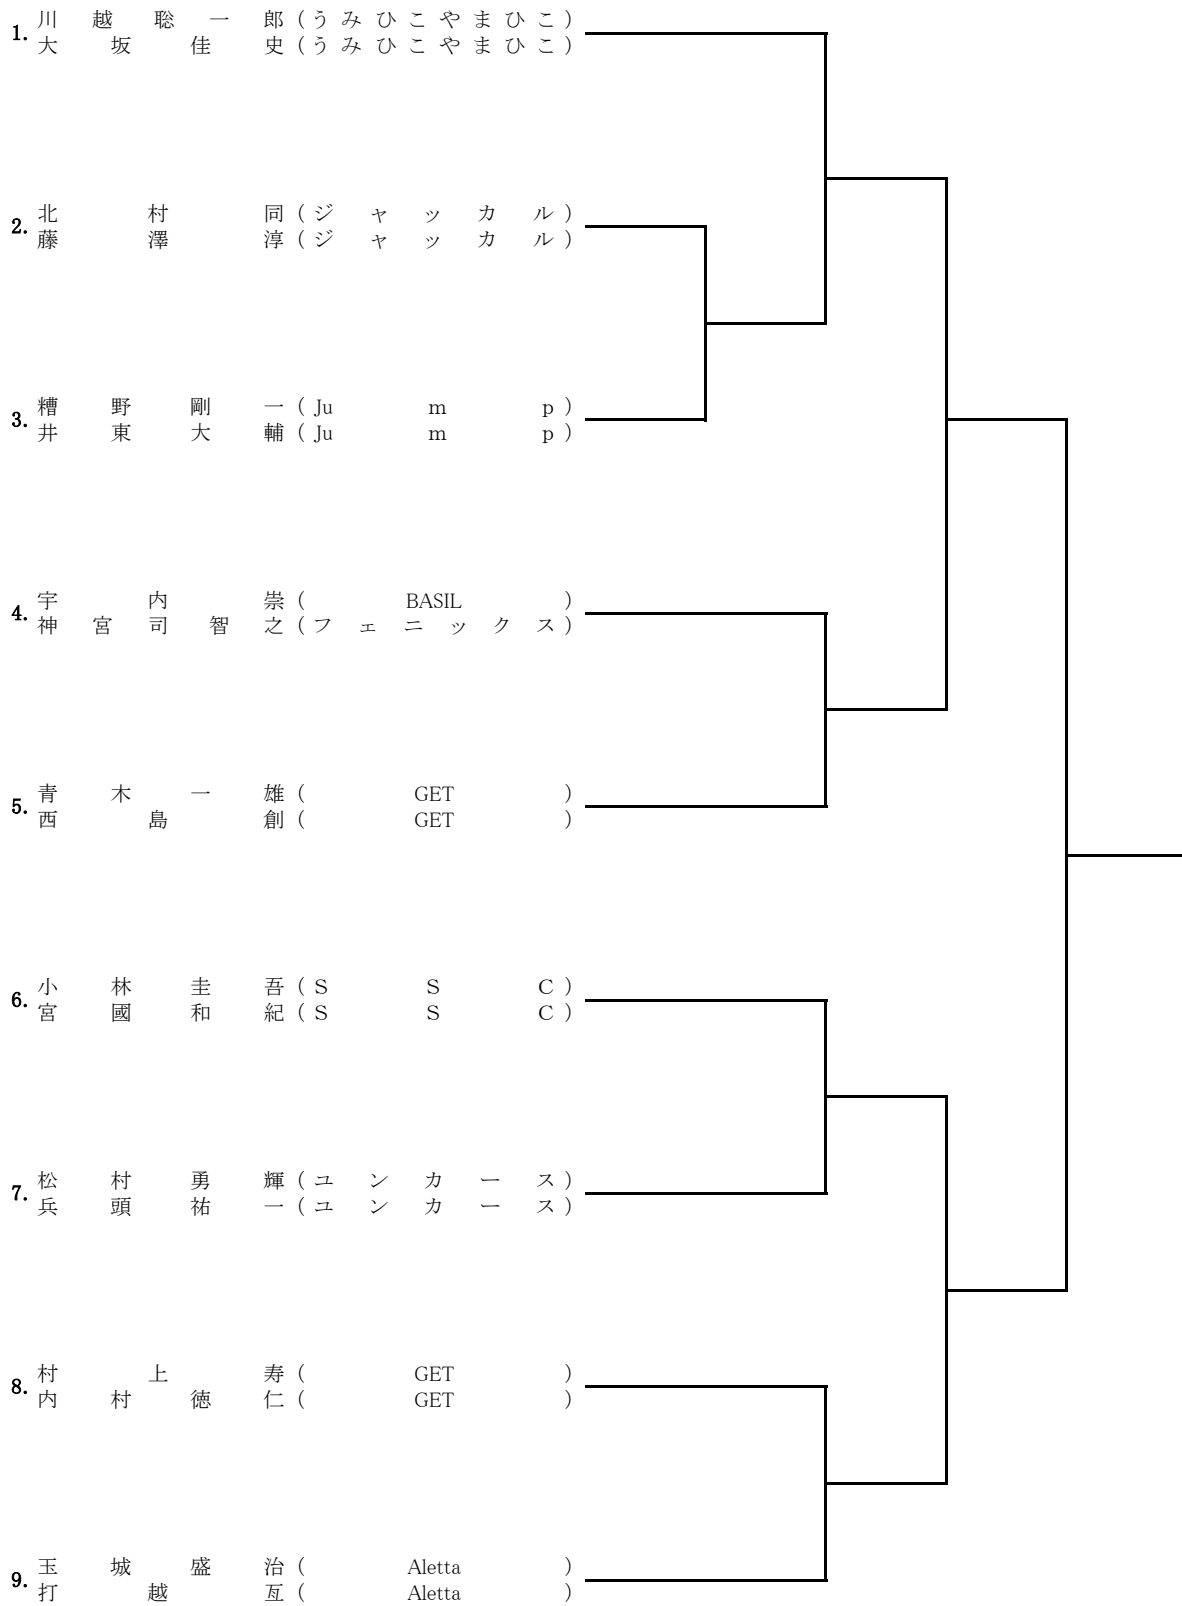 1. 川越聡一郎(うみひこやまひこ)
大坂佳史(うみひこやまひこ)
2. 北村同(ジャッカル)
藤澤淳(ジャッカル)
3. 糟野剛一(Jump)
井東大輔(Jump)
4. 宇内崇(BASIL)
神宮司智之(フェニックス)
5. 青木一雄(GET)
西島創(GET)
6. 小林圭吾(SSC)
宮國和紀(SSC)
7. 松村勇輝(ユンカース)
兵頭祐一(ユンカース)
8. 村上寿(GET)
内村徳仁(GET)
9. 玉城盛治(Aletta)
打越亙(Aletta)